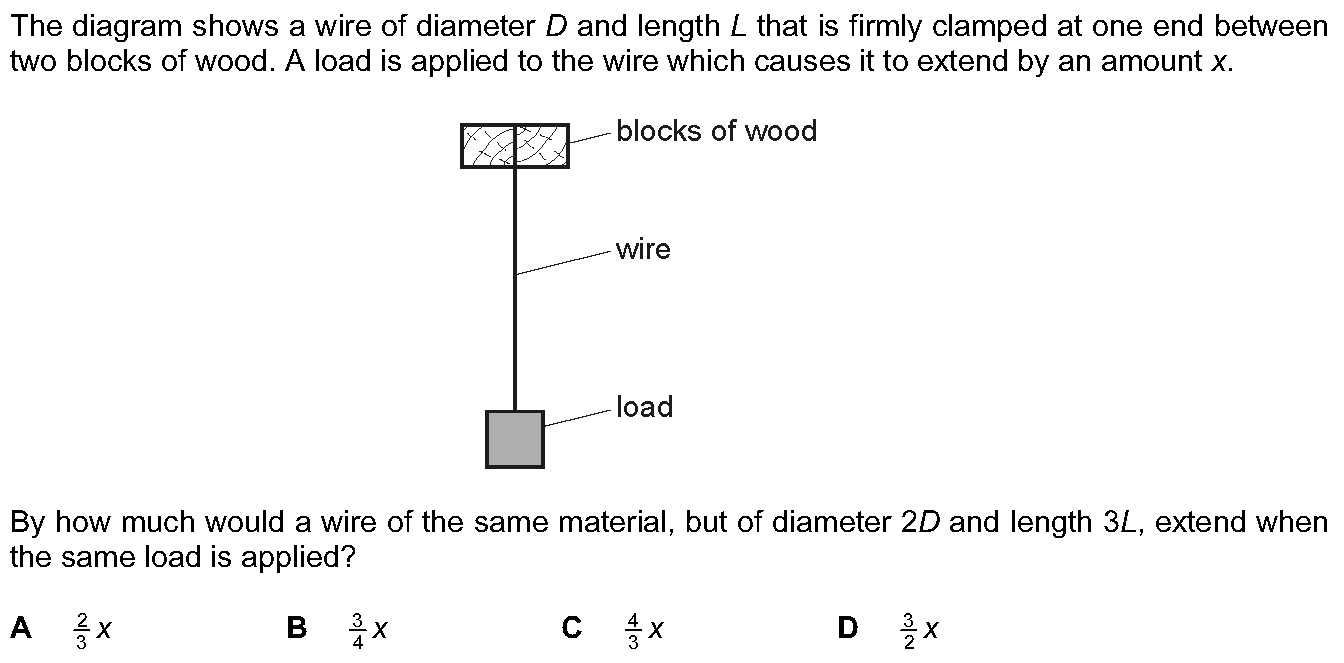 The diagram shows a wire of diameter D and length L that is firmly clamped at one end between
two blocks of wood. A load is applied to the wire which causes it to extend by an amount x.
blocks of wood
wire
load
By how much would a wire of the same material, but of diameter 2D and length 3L, extend when
the same load is applied?
A 2/3 x B 3/4 x C 4/3 x D 3/2 x